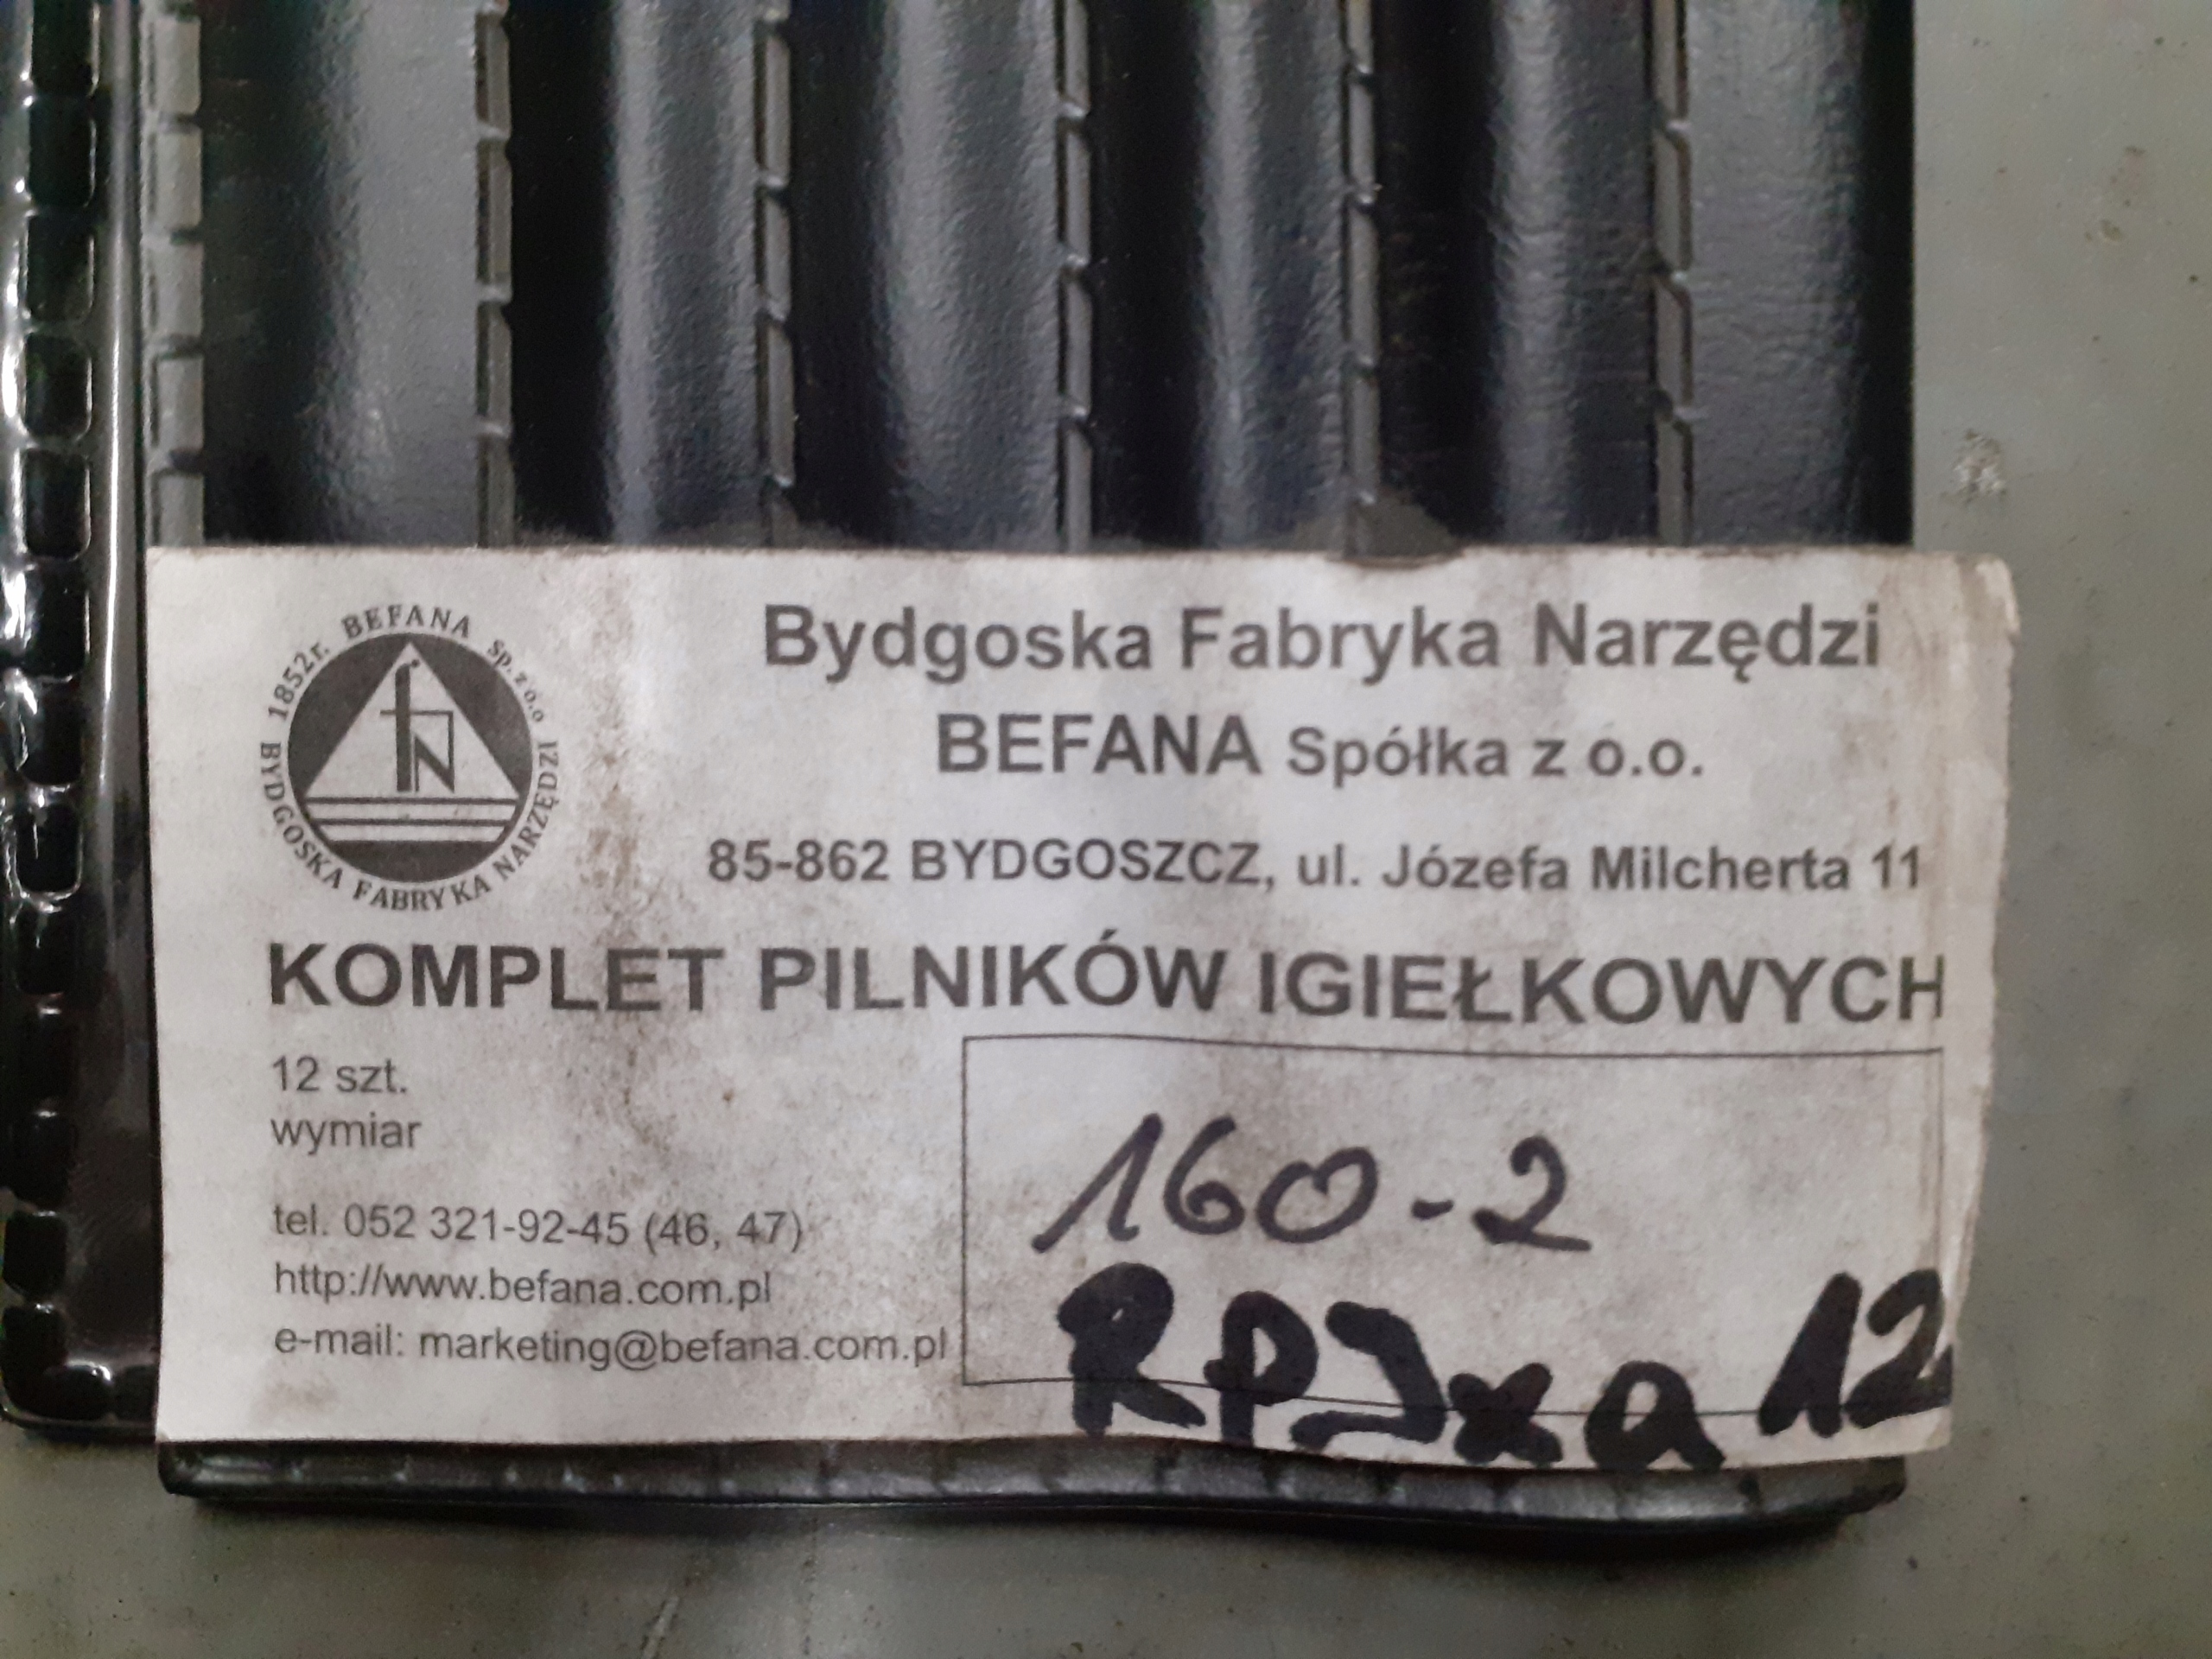 1852r. BEFANA sp. z o.o
BYDGOSKA FABRYKA NARZĘDZI
fN
Bydgoska Fabryka Narzędzi
BEFANA Spółka z o.o.
85-862 BYDGOSZCZ, ul. Józefa Milcherta 11
KOMPLET PILNIKÓW IGIEŁKOWYCH
12 szt.
wymiar
160-2
tel. 052 321-92-45 (46, 47)
http://www.befana.com.pl
e-mail: marketing@befana.com.pl
12